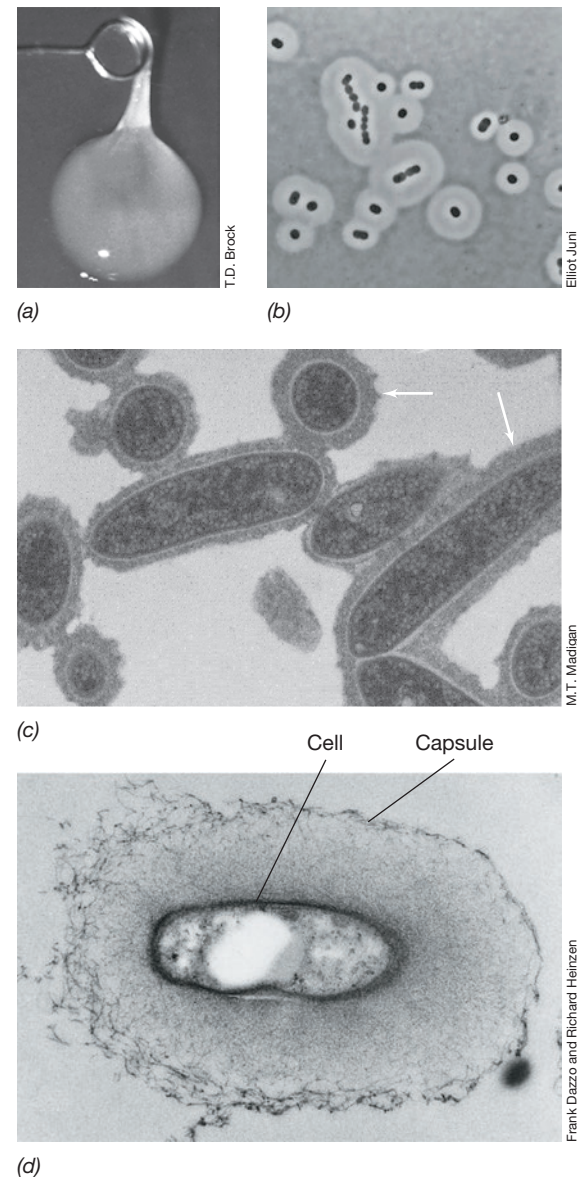 T.D. Brock
Elliot Juni
(a)
(b)
M.T. Madigan
(c)
Cell
Capsule
Frank Dazzo and Richard Heinzen
(d)